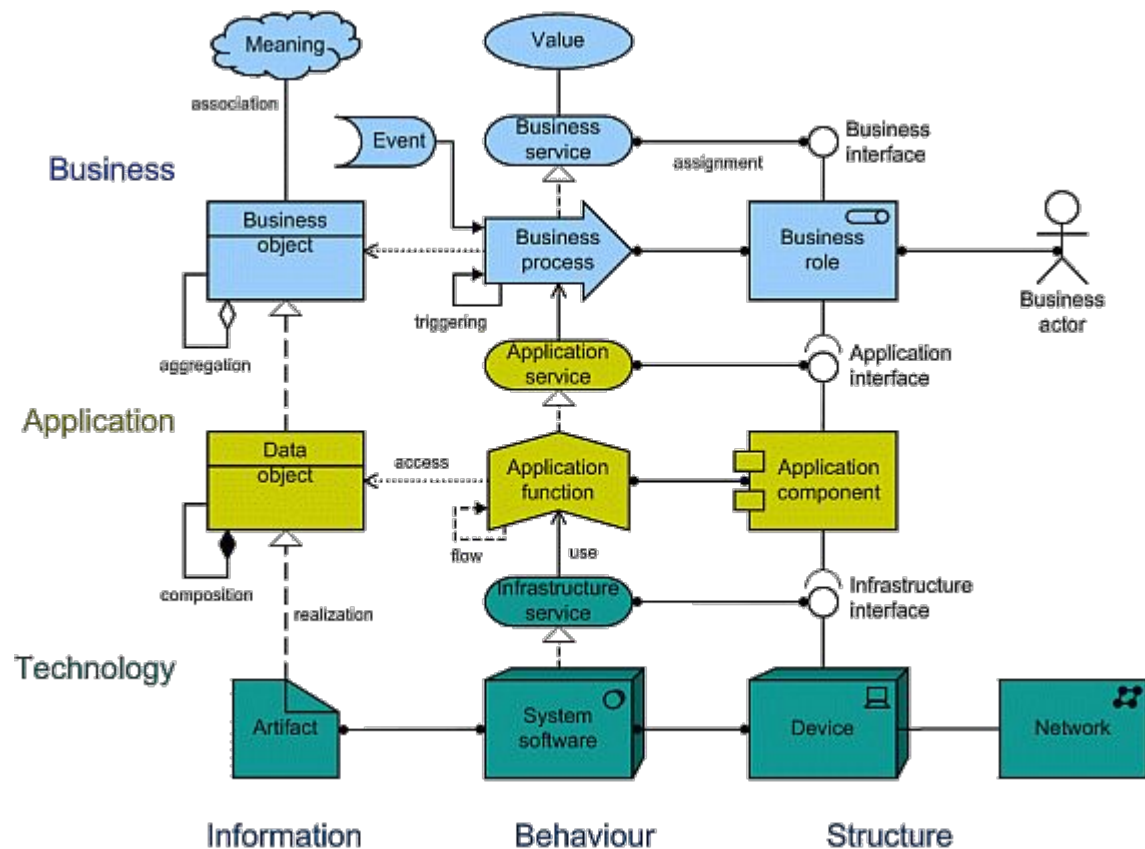 Meaning
Value
association
Event
Business
service
Business
interface
assignment
Business
Business
object
Business
process
Business
role
Business
actor
triggering
aggregation
Application
service
Application
interface
Application
Data
object
access
Application
function
Application
component
flow
use
composition
realization
Infrastructure
service
Infrastructure
interface
Technology
Artifact
System
software
Device
Network
Information
Behaviour
Structure